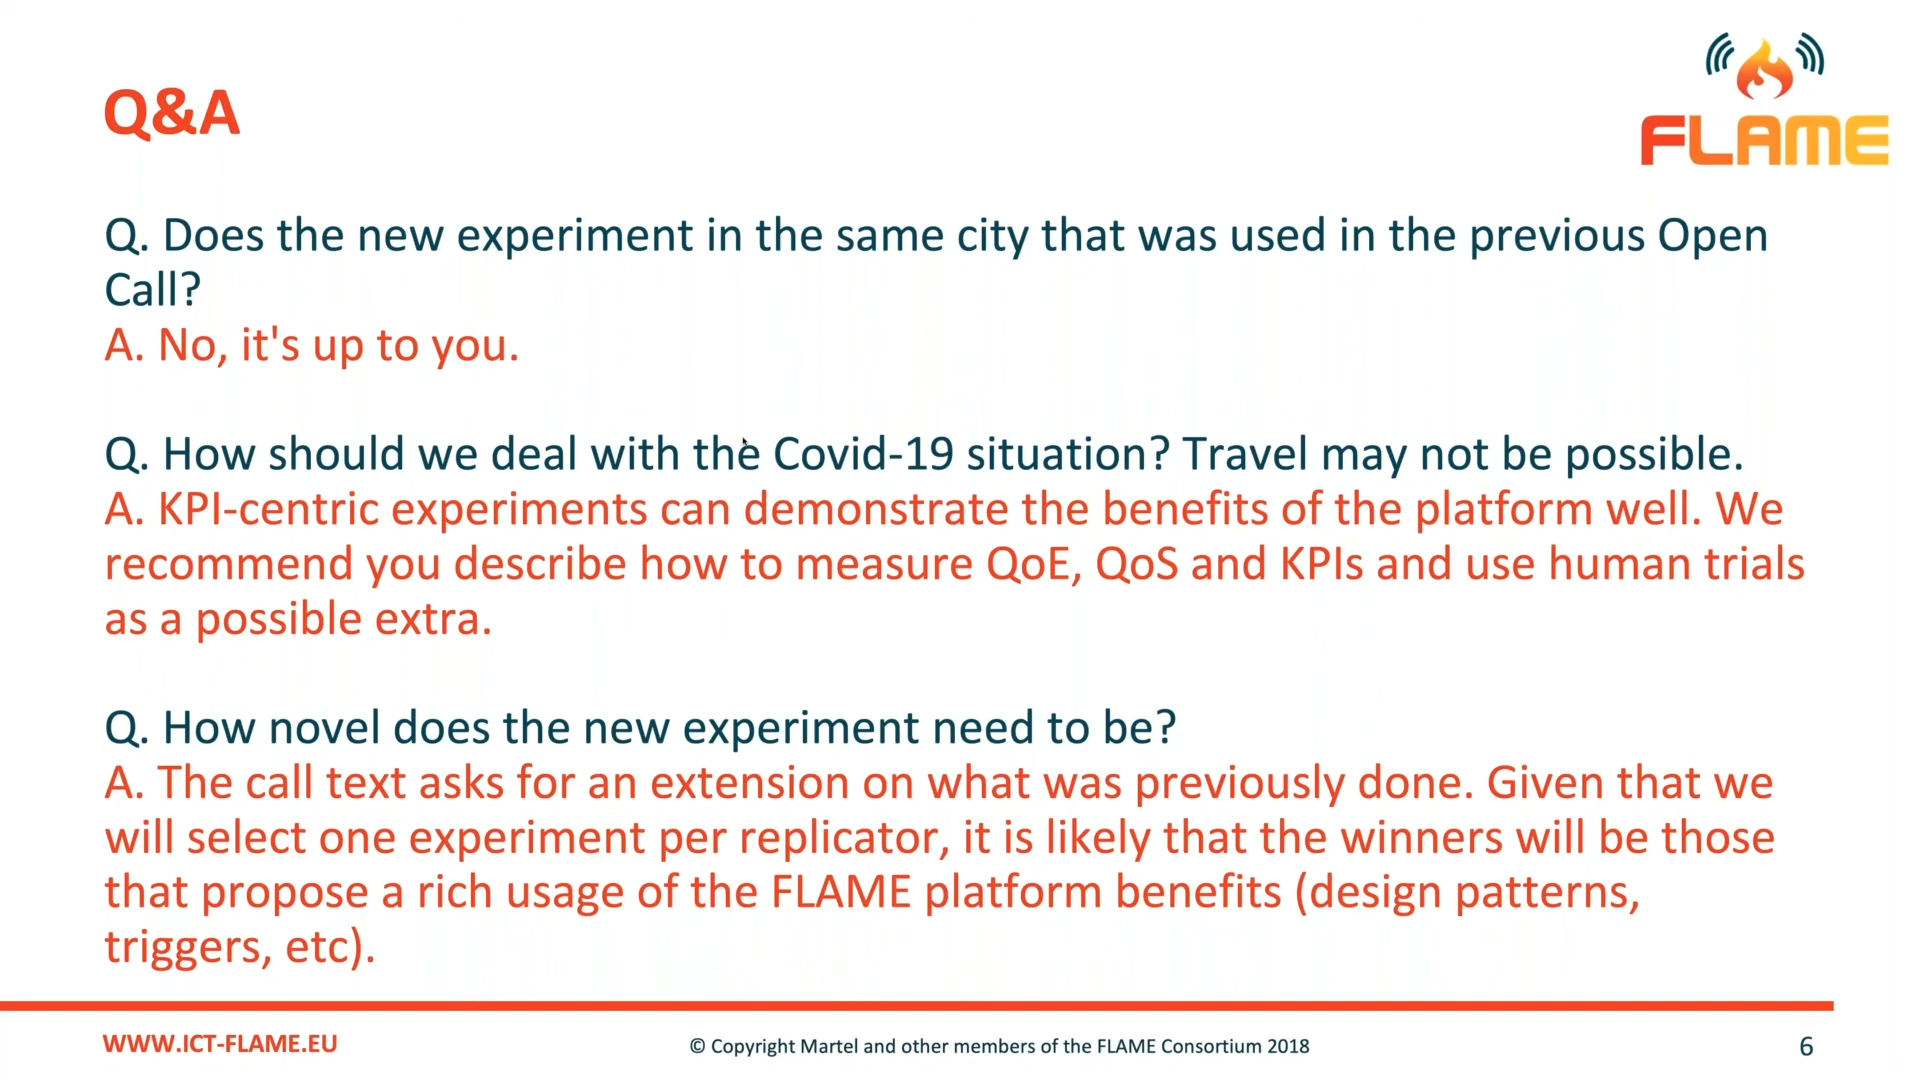 Q&A
FLAME
Q. Does the new experiment in the same city that was used in the previous Open
Call?
A. No, it's up to you.
Q. How should we deal with the Covid-19 situation? Travel may not be possible.
A. KPI-centric experiments can demonstrate the benefits of the platform well. We
recommend you describe how to measure QoE, QoS and KPIs and use human trials
as a possible extra.
Q. How novel does the new experiment need to be?
A. The call text asks for an extension on what was previously done. Given that we
will select one experiment per replicator, it is likely that the winners will be those
that propose a rich usage of the FLAME platform benefits (design patterns,
triggers, etc).
WWW.ICT-FLAME.EU
© Copyright Martel and other members of the FLAME Consortium 2018
6